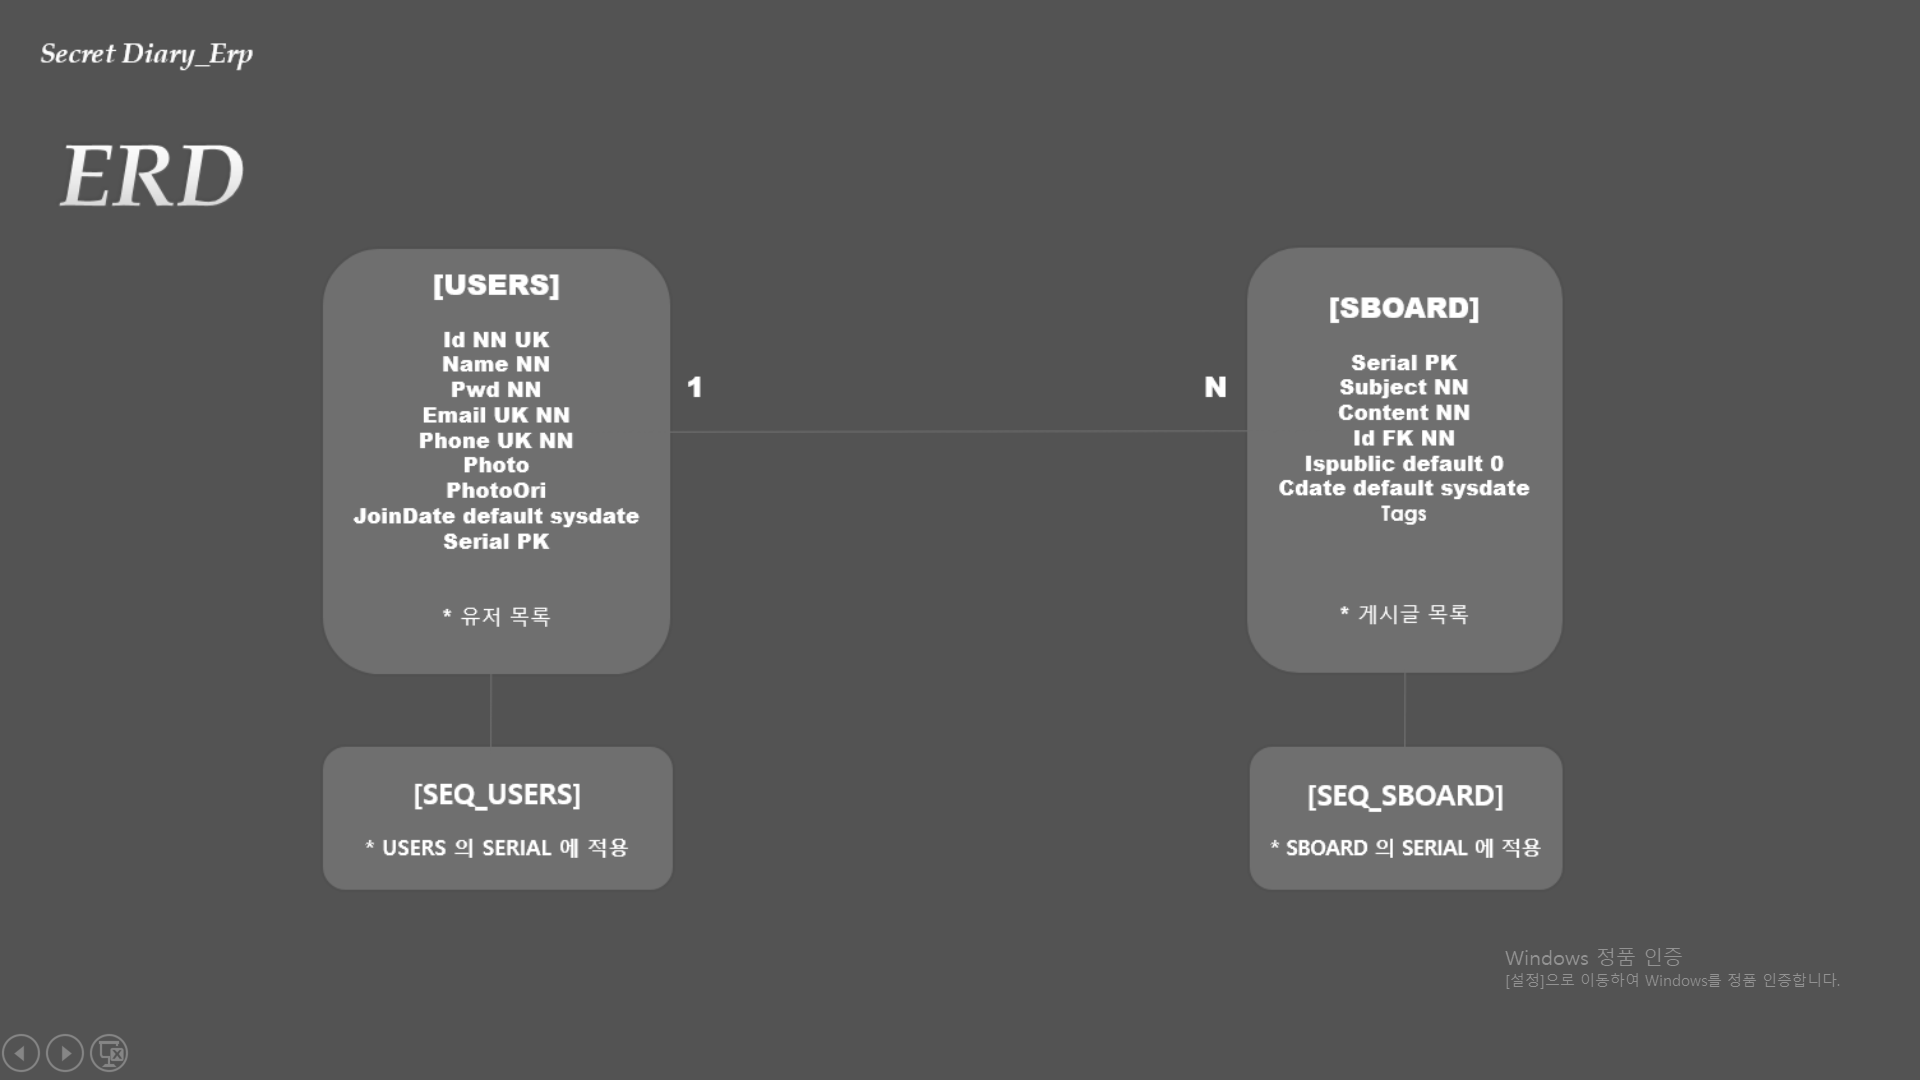 Secret Diary_Erp
ERD
[USERS]
Id NN UK
Name NN
Pwd NN
Email UK NN
Phone UK NN
Photo
PhotoOri
JoinDate default sysdate
Serial PK
* 유저 목록
1
N
[SBOARD]
Serial PK
Subject NN
Content NN
Id FK NN
Ispublic default 0
Cdate default sysdate
Tags
* 게시글 목록
[SEQ_USERS]
* USERS 의 SERIAL 에 적용
[SEQ_SBOARD]
* SBOARD 의 SERIAL 에 적용
Windows 정품 인증
[설정]으로 이동하여 Windows를 정품 인증합니다.